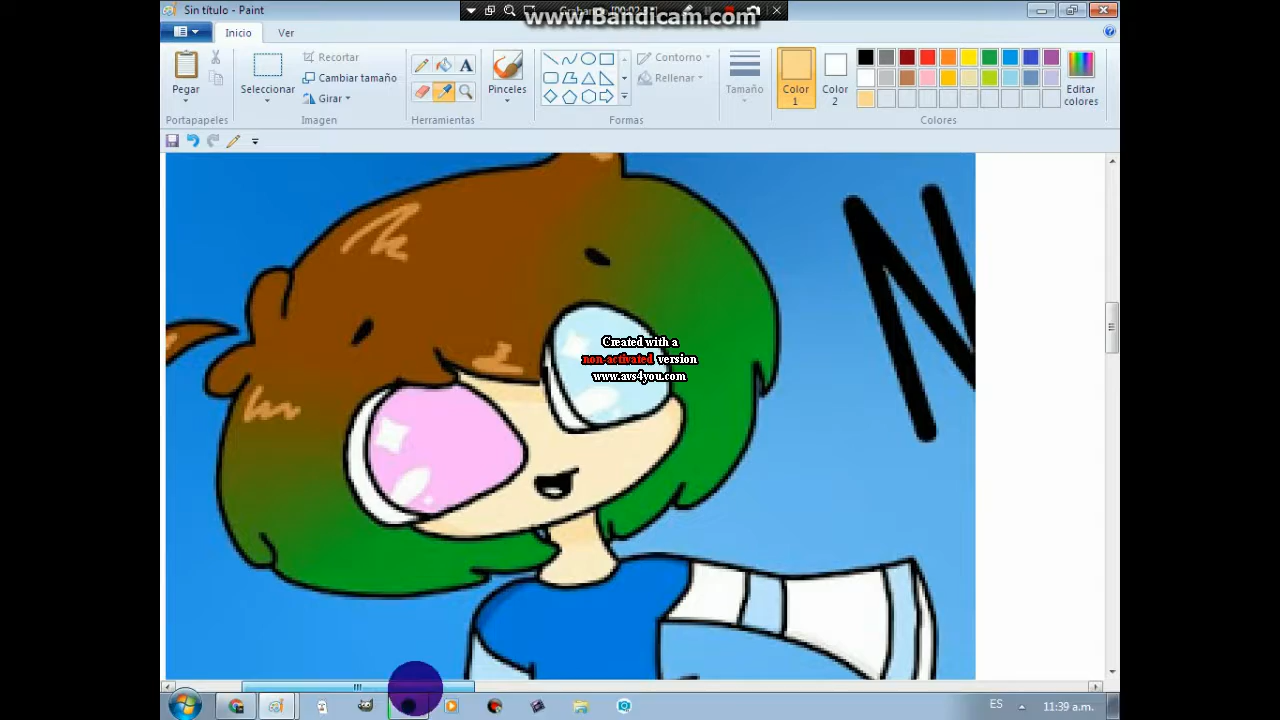 Sin título - Paint
www.Bandicam.com
Inicio
Ver
Pegar
Portapapeles
Seleccionar
Recortar
Cambiar tamaño
Girar
Imagen
A
Herramientas
Pinceles
Contorno
Rellenar
Formas
Tamaño
Color
1
Color
2
Editar
colores
Colores
N
Created with a
non-activated version
www.avs4you.com
ES
11:39 a.m.